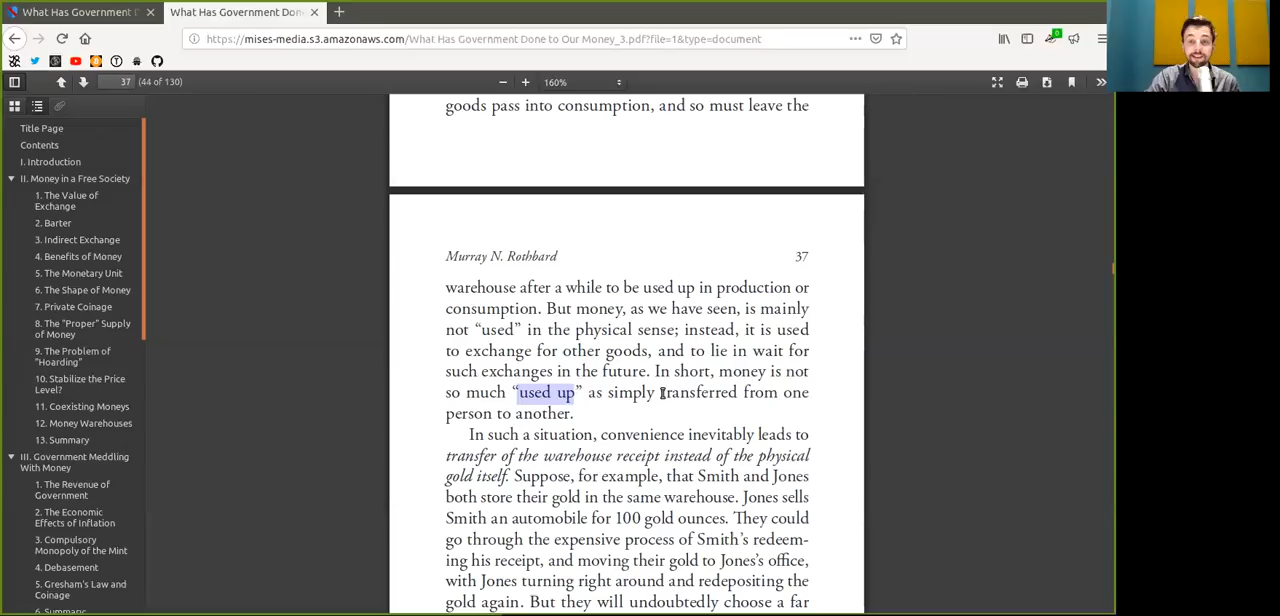 What Has Government D
What Has Government Don
https://mises-media.s3.amazonaws.com/What Has Government Done to Our Money_3.pdf?file=1&type=document
0
37
(44 of 130)
160%
Title Page
Contents
I. Introduction
II. Money in a Free Society
1. The Value of
Exchange
2. Barter
3. Indirect Exchange
4. Benefits of Money
5. The Monetary Unit
6. The Shape of Money
7. Private Coinage
8. The "Proper" Supply
of Money
9. The Problem of
"Hoarding"
10. Stabilize the Price
Level?
11. Coexisting Moneys
12. Money Warehouses
13. Summary
III. Government Meddling
With Money
1. The Revenue of
Government
2. The Economic
Effects of Inflation
3. Compulsory
Monopoly of the Mint
4. Debasement
5. Gresham's Law and
Coinage
6. Summary
goods pass into consumption, and so must leave the
Murray N. Rothbard
37
warehouse after a while to be used up in production or
consumption. But money, as we have seen, is mainly
not “used” in the physical sense; instead, it is used
to exchange for other goods, and to lie in wait for
such exchanges in the future. In short, money is not
so much “used up” as simply transferred from one
person to another.
In such a situation, convenience inevitably leads to
transfer of the warehouse receipt instead of the physical
gold itself. Suppose, for example, that Smith and Jones
both store their gold in the same warehouse. Jones sells
Smith an automobile for 100 gold ounces. They could
go through the expensive process of Smith’s redeem-
ing his receipt, and moving their gold to Jones’s office,
with Jones turning right around and redepositing the
gold again. But they will undoubtedly choose a far